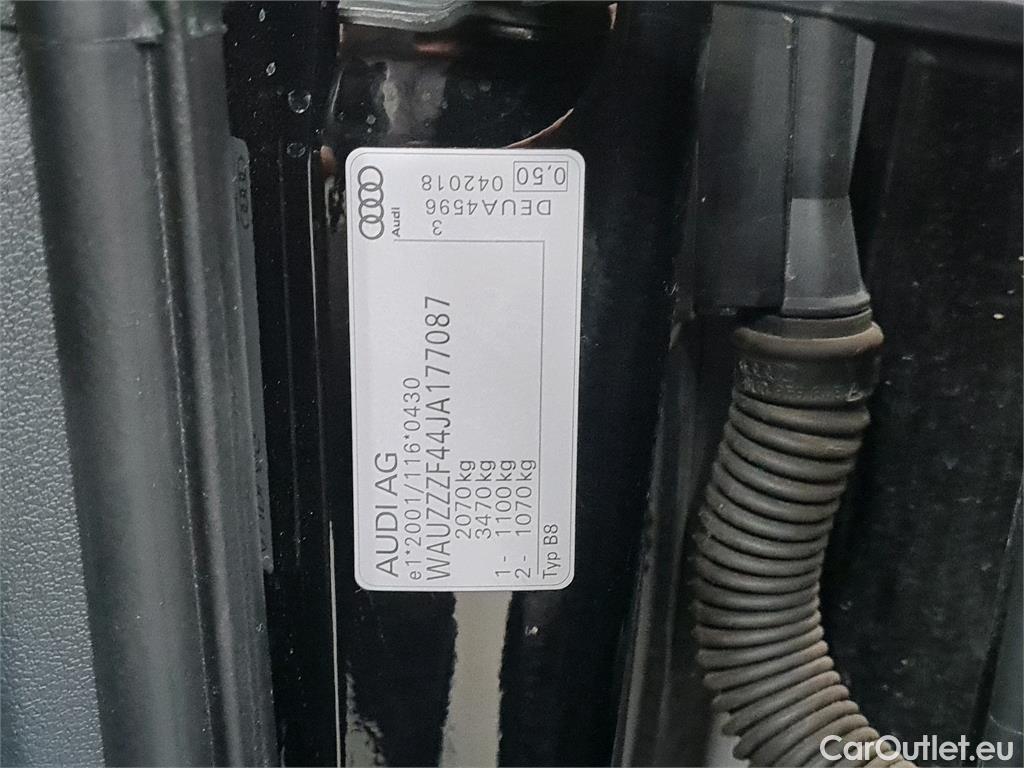 Audi
AUDI AG
e1*2001/116*0430
WAUZZZF44JA177087
2070kg
3470kg
1 - 1100kg
2 - 1070kg
Typ B8
3
DEUA4596
042018
0,50
CarOutlet.eu